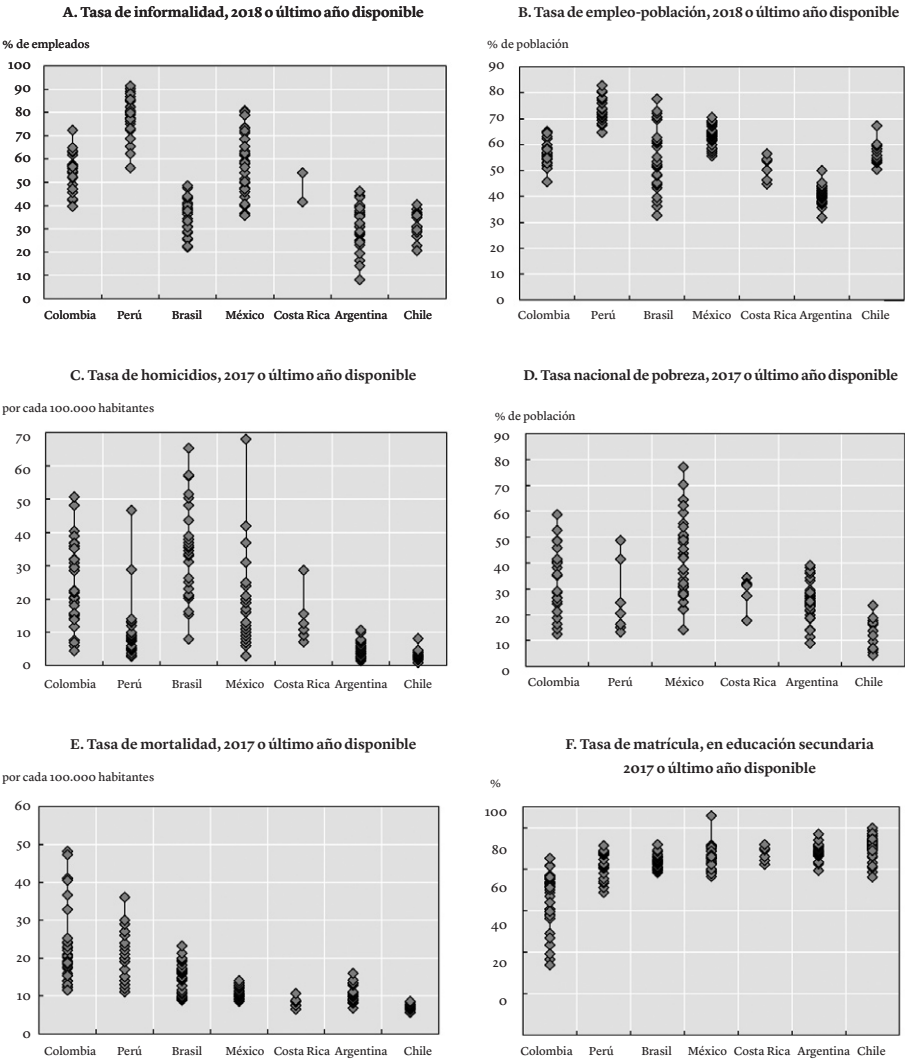 A. Tasa de informalidad, 2018 o último año disponible
% de empleados
100
90
80
70
60
50
40
30
20
10
0
Colombia Perú Brasil México Costa Rica Argentina Chile
B. Tasa de empleo-población, 2018 o último año disponible
% de población
90
80
70
60
50
40
30
20
10
0
Colombia Perú Brasil México Costa Rica Argentina Chile
C. Tasa de homicidios, 2017 o último año disponible
por cada 100.000 habitantes
70
60
50
40
30
20
10
0
Colombia Perú Brasil México Costa Rica Argentina Chile
D. Tasa nacional de pobreza, 2017 o último año disponible
% de población
90
80
70
60
50
40
30
20
10
0
Colombia Perú México Costa Rica Argentina Chile
E. Tasa de mortalidad, 2017 o último año disponible
por cada 100.000 habitantes
60
50
40
30
20
10
0
Colombia Perú Brasil México Costa Rica Argentina Chile
F. Tasa de matrícula, en educación secundaria
2017 o último año disponible
%
100
80
60
40
20
0
Colombia Perú Brasil México Costa Rica Argentina Chile